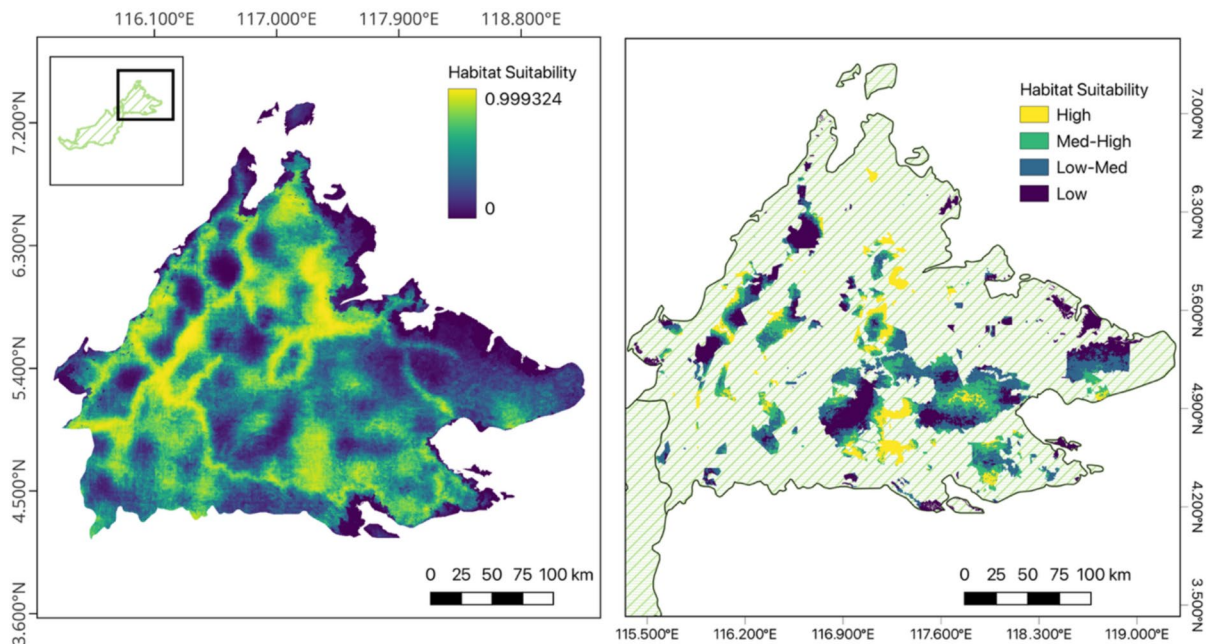 116.100°E 117.000°E 117.900°E 118.800°E
7.200°N
6.300°N
5.400°N
4.500°N
3.600°N
Habitat Suitability
0.999324
0
0 25 50 75 100 km
Habitat Suitability
High
Med-High
Low-Med
Low
7.000°N
6.300°N
5.600°N
4.900°N
4.200°N
3.500°N
0 25 50 75 100 km
115.500°E 116.200°E 116.900°E 117.600°E 118.300°E 119.000°E